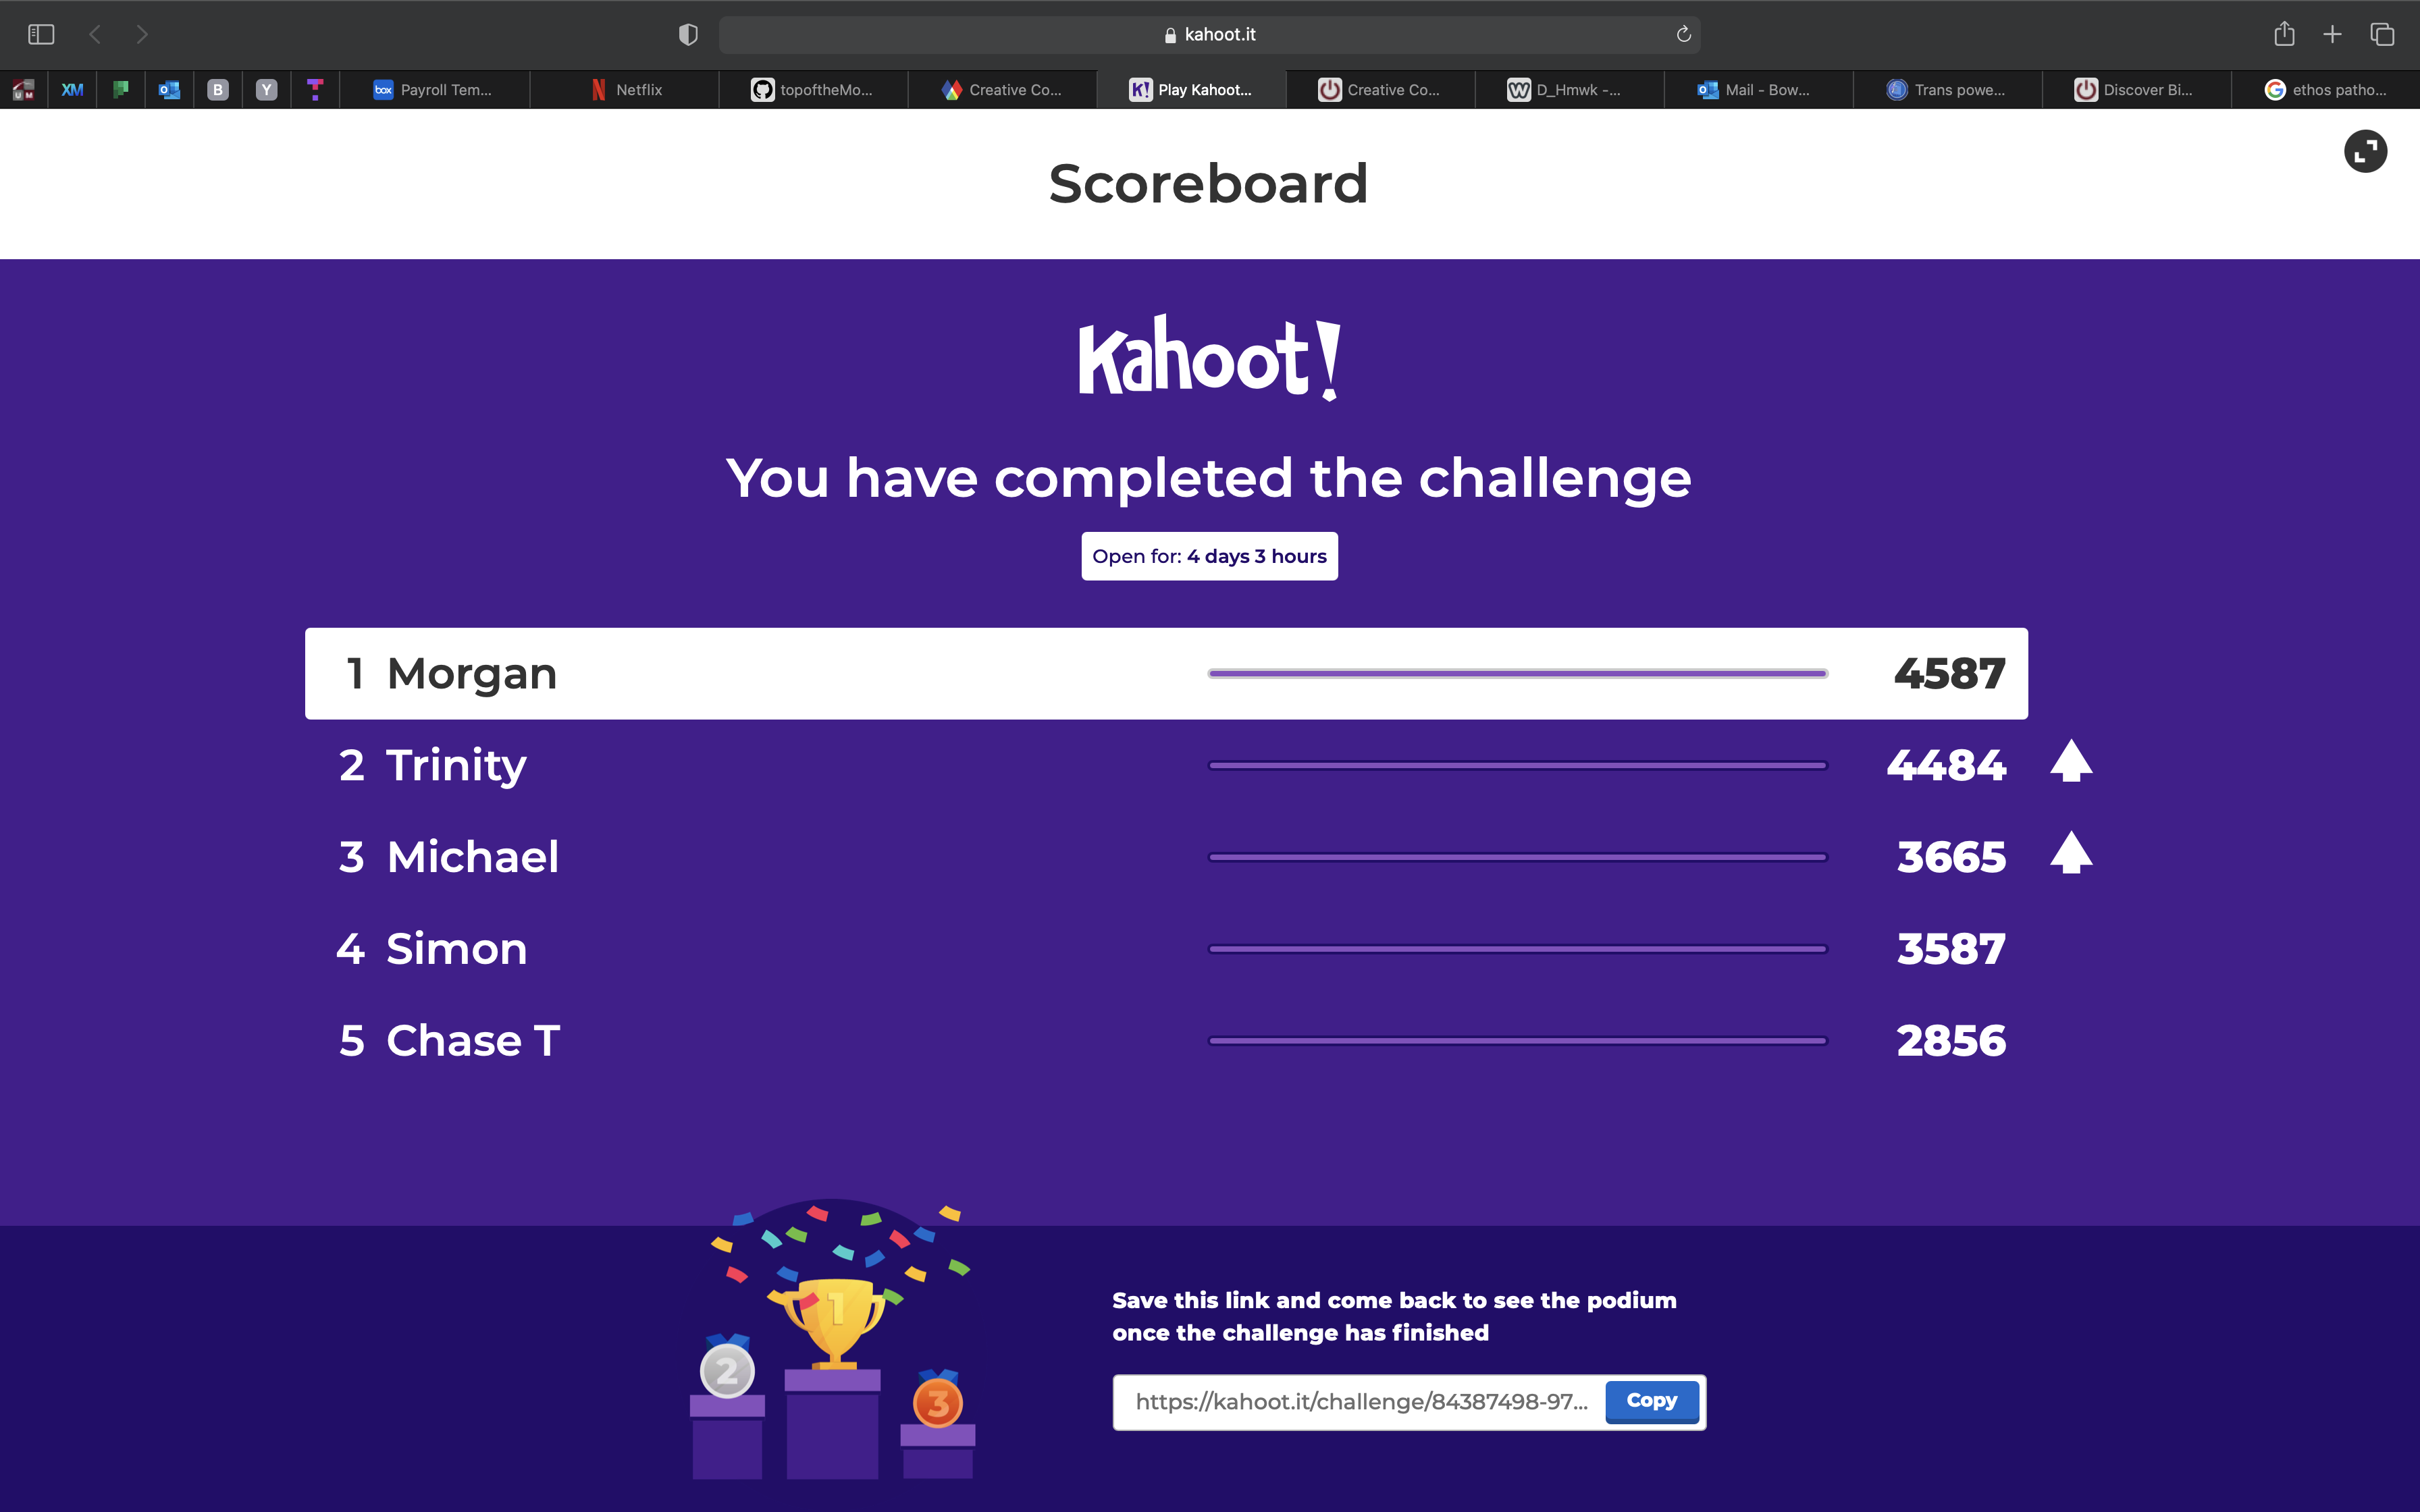 kahoot.it
UM XM B Y T box Payroll Tem... N Netflix topoftheMo... Creative Co... K! Play Kahoot... Creative Co... W D_Hmwk -... Mail - Bow... Trans powe... Discover Bi... G ethos patho...
Scoreboard
Kahoot!
You have completed the challenge
Open for: 4 days 3 hours
1 Morgan 4587
2 Trinity 4484
3 Michael 3665
4 Simon 3587
5 Chase T 2856
1
2
3
Save this link and come back to see the podium
once the challenge has finished
https://kahoot.it/challenge/84387498-97... Copy